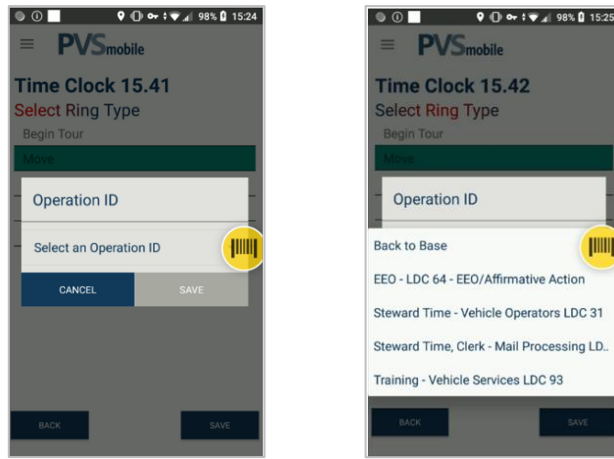 98% 15:24
PVSmobile
Time Clock 15.41
Select Ring Type
Begin Tour
Move
Operation ID
Select an Operation ID
CANCEL SAVE
BACK SAVE
98% 15:25
PVSmobile
Time Clock 15.42
Select Ring Type
Begin Tour
Move
Operation ID
Back to Base
EEO - LDC 64 - EEO/Affirmative Action
Steward Time - Vehicle Operators LDC 31
Steward Time, Clerk - Mail Processing LD..
Training - Vehicle Services LDC 93
BACK SAVE